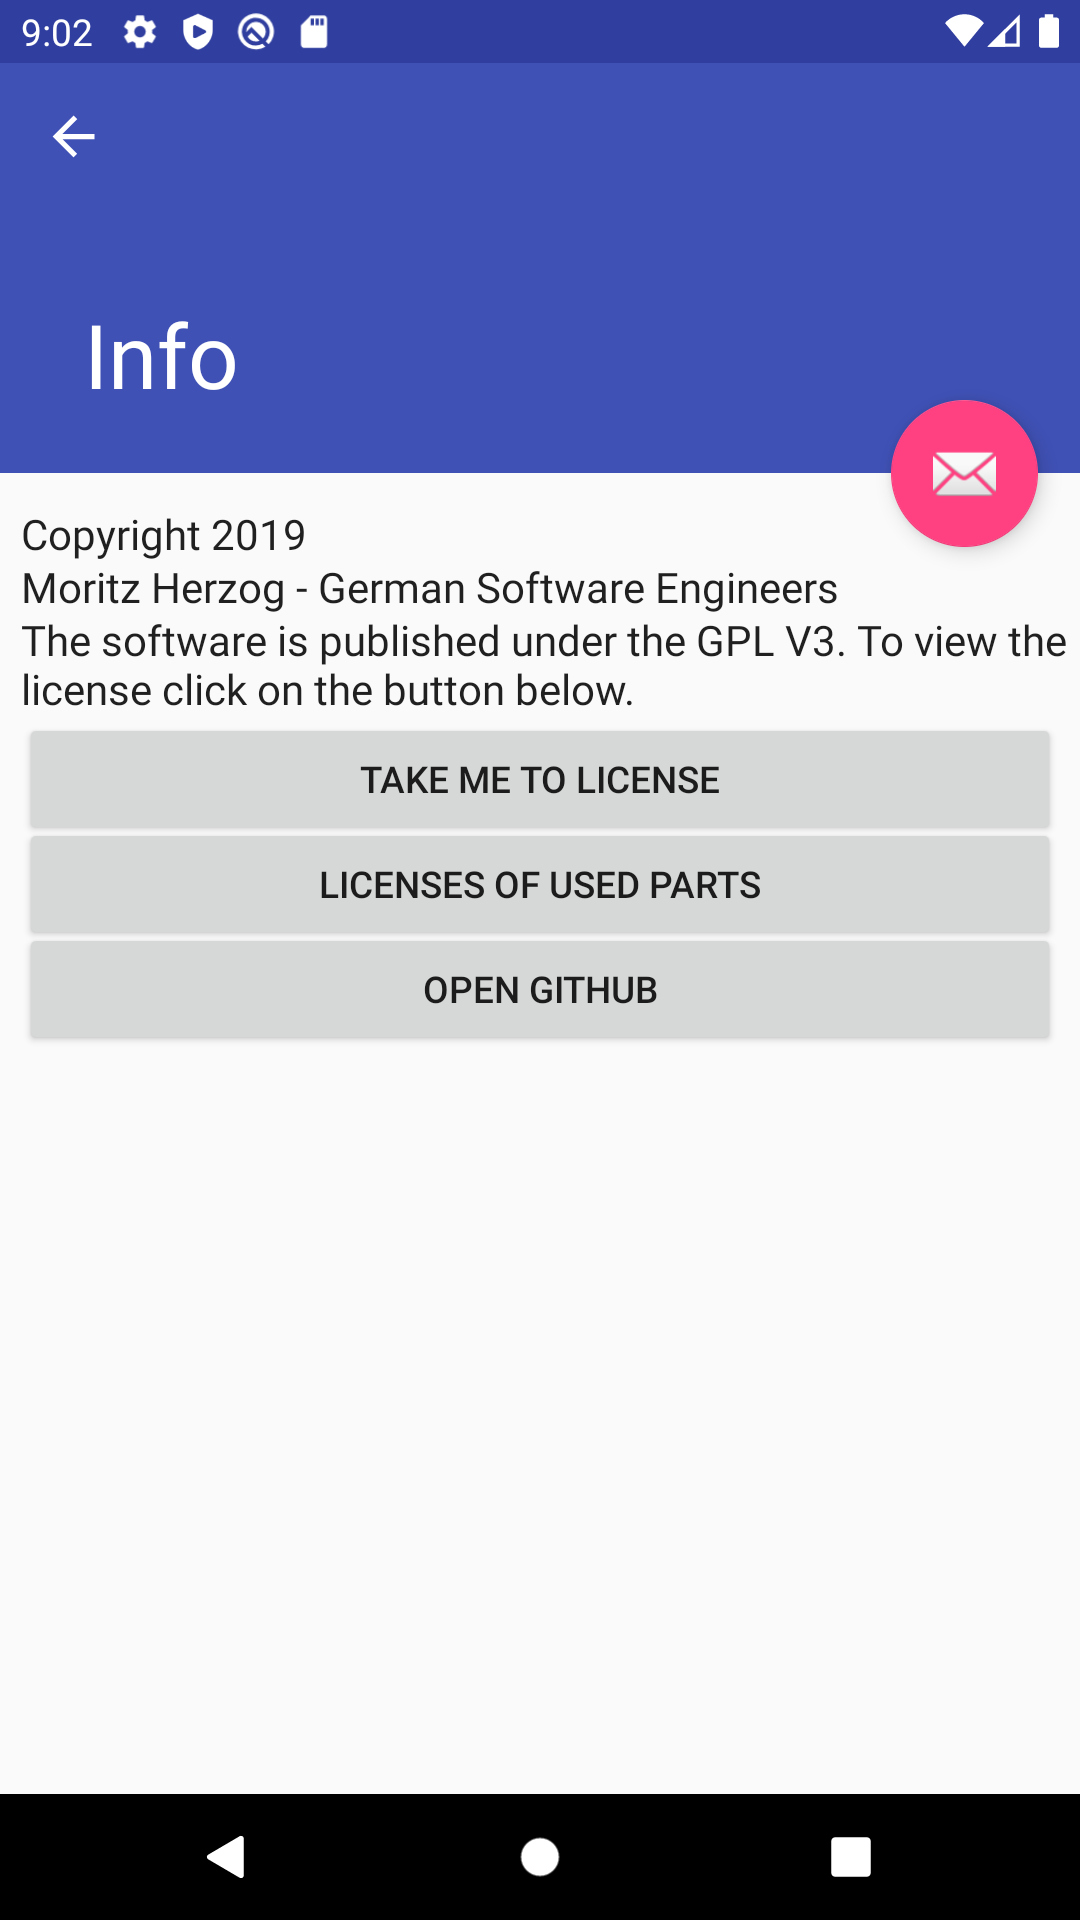 9:02
Info
Copyright 2019
Moritz Herzog - German Software Engineers
The software is published under the GPL V3. To view the
license click on the button below.
TAKE ME TO LICENSE
LICENSES OF USED PARTS
OPEN GITHUB